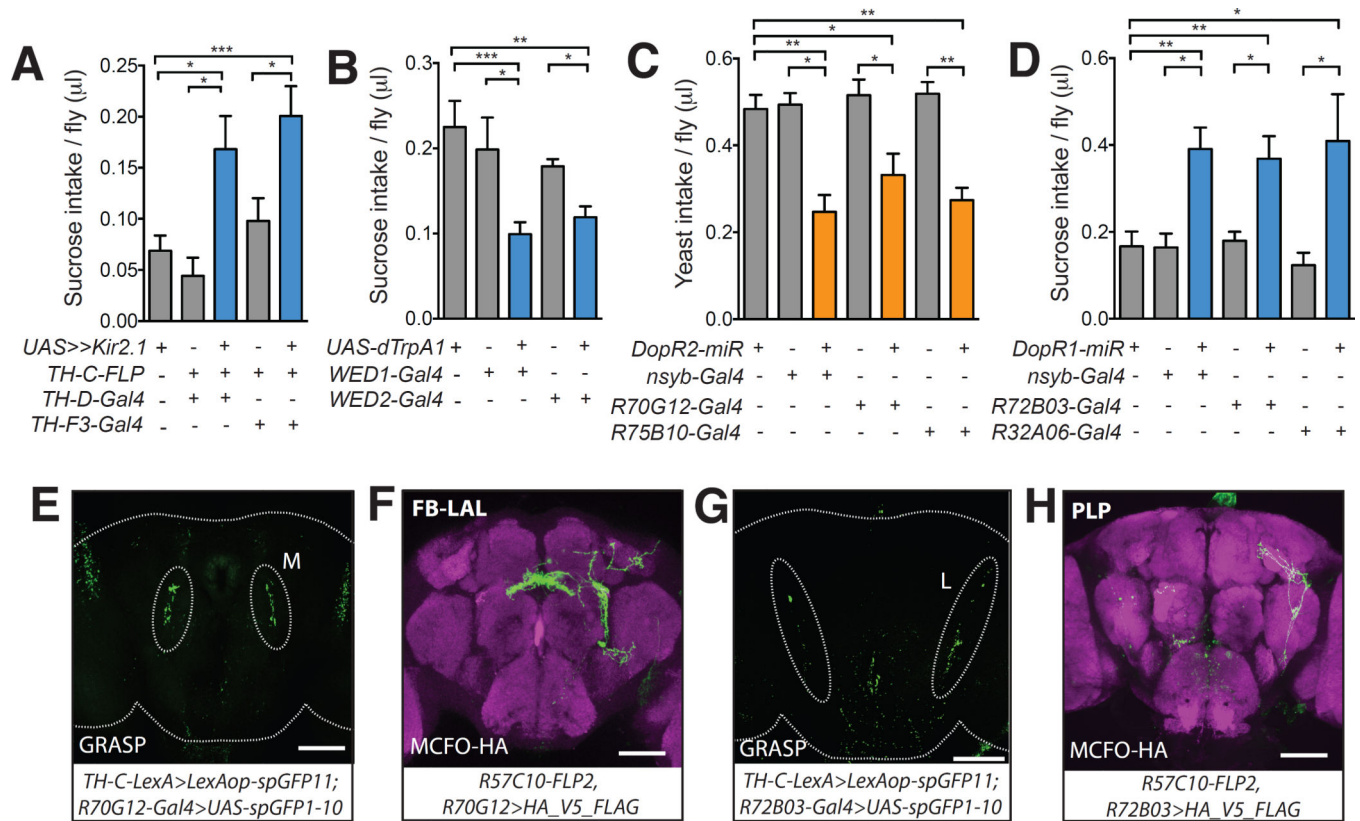 A
Sucrose intake / fly (µl)
0.25
0.20
0.15
0.10
0.05
0.00
***
*
*
*
*
UAS>>Kir2.1 + - + - +
TH-C-FLP - + + + +
TH-D-Gal4 - + + - -
TH-F3-Gal4 - - - + +
B
Sucrose intake / fly (µl)
0.3
0.2
0.1
0.0
**
***
*
*
UAS-dTrpA1 + - + - +
WED1-Gal4 - + + - -
WED2-Gal4 - - - + +
C
Yeast intake / fly (µl)
0.6
0.4
0.2
0.0
**
*
**
*
*
**
DopR2-miR + - + - + - +
nsyb-Gal4 - + + - - - -
R70G12-Gal4 - - - + + - -
R75B10-Gal4 - - - - - + +
D
Sucrose intake / fly (µl)
0.6
0.4
0.2
0.0
*
**
**
*
*
*
DopR1-miR + - + - + - +
nsyb-Gal4 - + + - - - -
R72B03-Gal4 - - - + + - -
R32A06-Gal4 - - - - - + +
E
M
GRASP
TH-C-LexA>LexAop-spGFP11;
R70G12-Gal4>UAS-spGFP1-10
F
FB-LAL
MCFO-HA
R57C10-FLP2,
R70G12>HA_V5_FLAG
G
L
GRASP
TH-C-LexA>LexAop-spGFP11;
R72B03-Gal4>UAS-spGFP1-10
H
PLP
MCFO-HA
R57C10-FLP2,
R72B03>HA_V5_FLAG